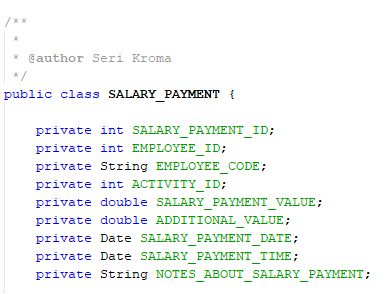 /**
*
* @author Seri Kroma
*/
public class SALARY_PAYMENT {
private int SALARY_PAYMENT_ID;
private int EMPLOYEE_ID;
private String EMPLOYEE_CODE;
private int ACTIVITY_ID;
private double SALARY_PAYMENT_VALUE;
private double ADDITIONAL_VALUE;
private Date SALARY_PAYMENT_DATE;
private Date SALARY_PAYMENT_TIME;
private String NOTES_ABOUT_SALARY_PAYMENT;